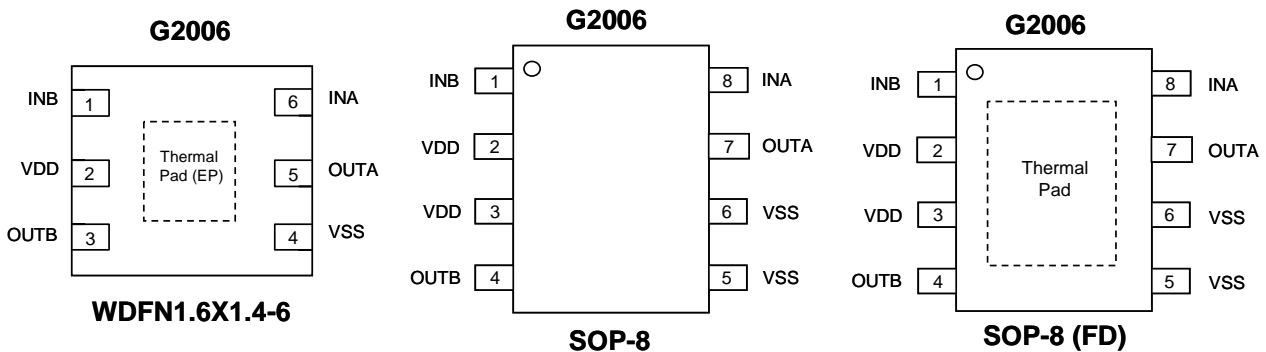 G2006
INB 1 6 INA
VDD 2 Thermal Pad (EP) 5 OUTA
OUTB 3 4 VSS
WDFN1.6X1.4-6
G2006
INB 1 8 INA
VDD 2 7 OUTA
VDD 3 6 VSS
OUTB 4 5 VSS
SOP-8
G2006
INB 1 8 INA
VDD 2 7 OUTA
Thermal
Pad
VDD 3 6 VSS
OUTB 4 5 VSS
SOP-8 (FD)